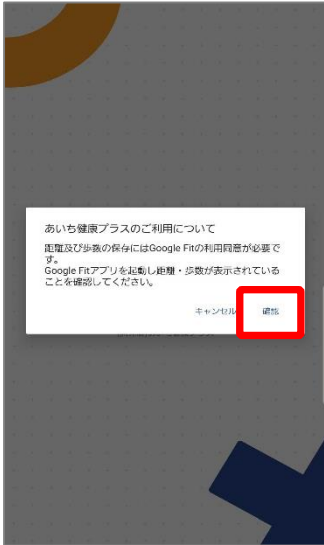 あいち健康プラスのご利用について
距離及び歩数の保存にはGoogle Fitの利用同意が必要で
す。
Google Fitアプリを起動し距離・歩数が表示されている
ことを確認してください。
キャンセル
確認